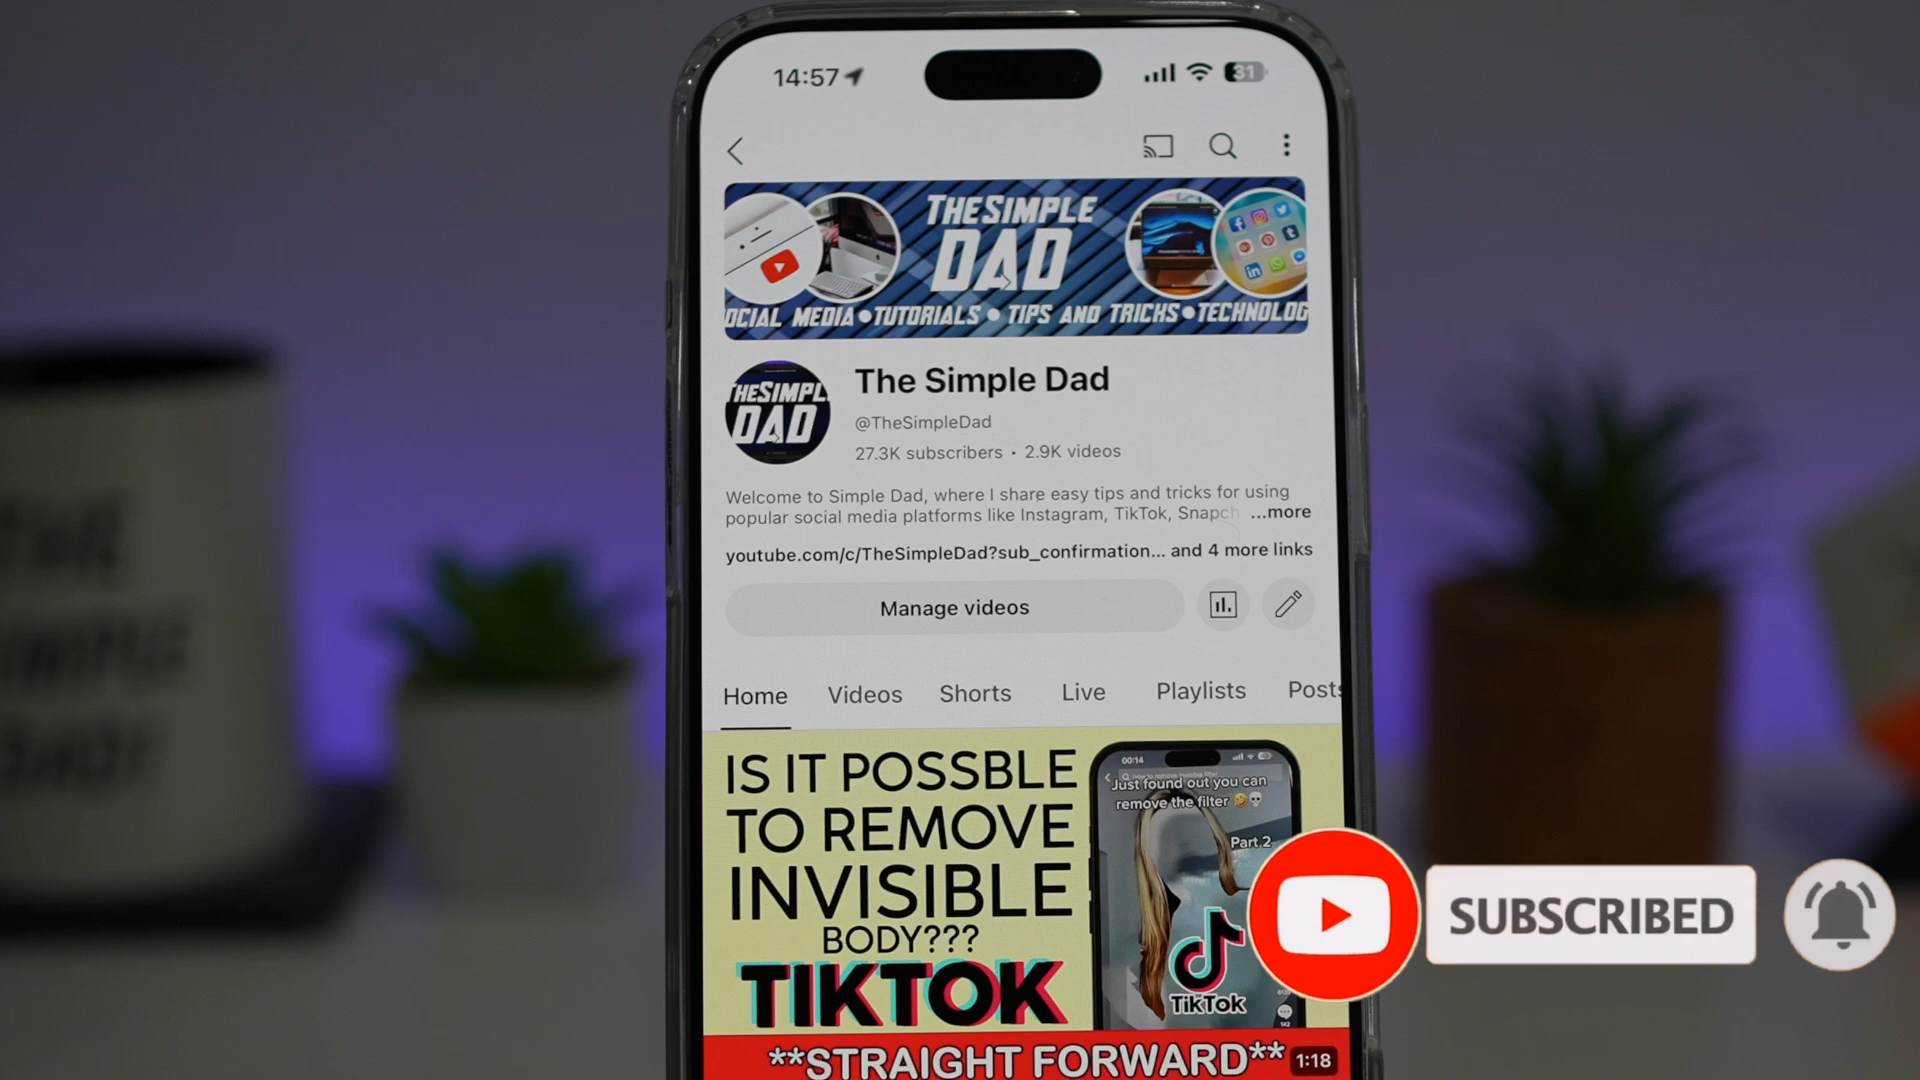 14:57
31
THESIMPLE
DAD
OCIAL MEDIA • TUTORIALS • TIPS AND TRICKS • TECHNOLOG
THESIMPL
DAD
The Simple Dad
@TheSimpleDad
27.3K subscribers • 2.9K videos
Welcome to Simple Dad, where I share easy tips and tricks for using
popular social media platforms like Instagram, TikTok, Snapch ...more
youtube.com/c/TheSimpleDad?sub_confirmation... and 4 more links
Manage videos
Home Videos Shorts Live Playlists Posts
IS IT POSSBLE
TO REMOVE
INVISIBLE
BODY???
TIKTOK
00:14
Just found out you can
remove the filter
Part 2
TikTok
**STRAIGHT FORWARD**
1:18
SUBSCRIBED